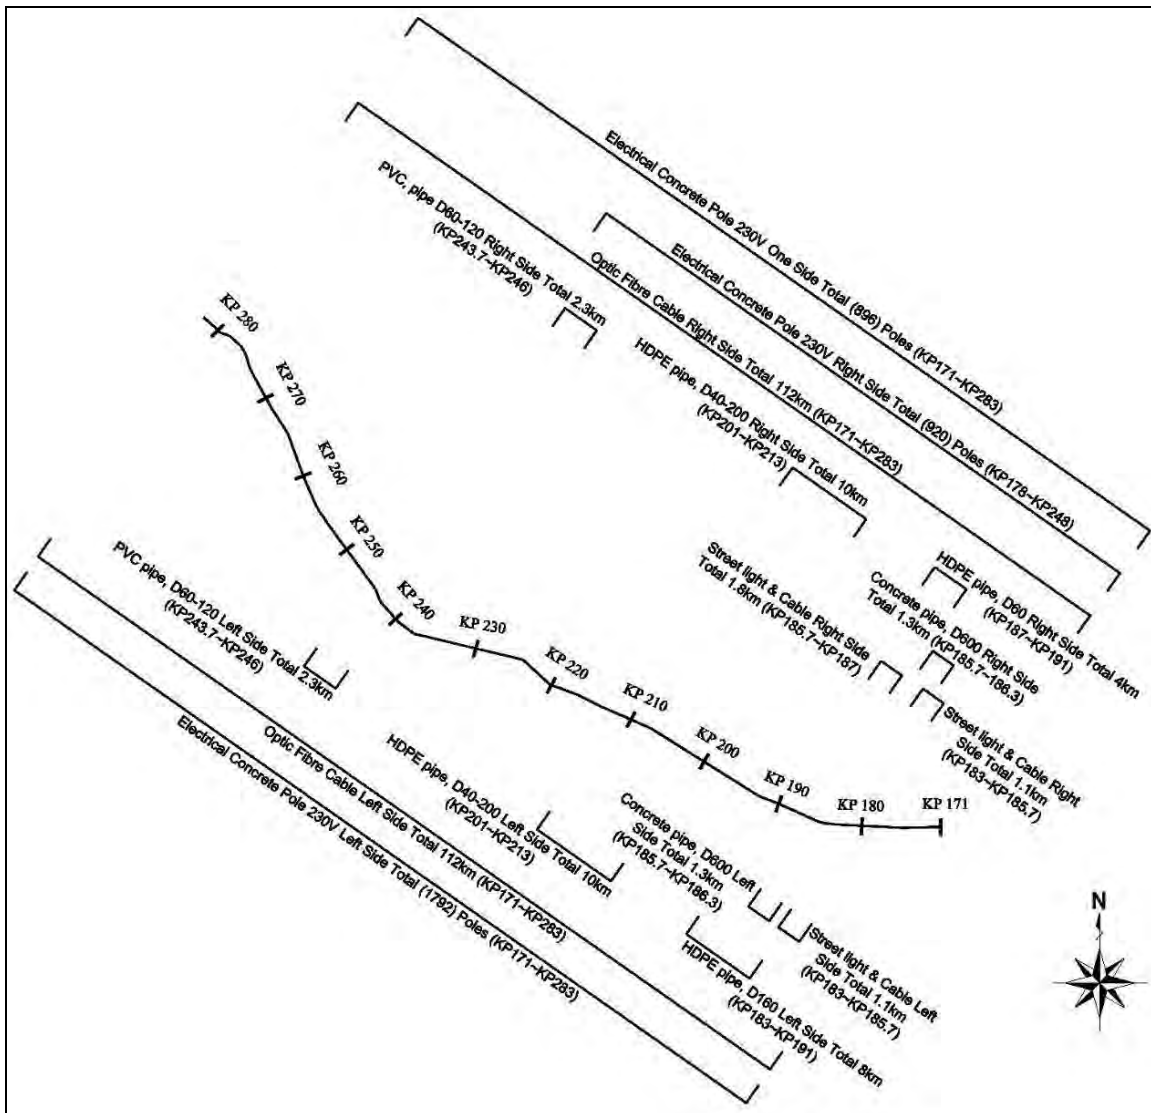 Electrical Concrete Pole 230V One Side Total (896) Poles (KP171~KP283)
Electrical Concrete Pole 230V Right Side Total (920) Poles (KP178~KP248)
Optic Fibre Cable Right Side Total 112km (KP171~KP283)
PVC, pipe D60-120 Right Side Total 2.3km
(KP243.7~KP246)
HDPE pipe, D40-200 Right Side Total 10km
(KP201~KP213)
HDPE pipe, D60 Right Side Total 4km
(KP187~KP191)
Concrete pipe, D600 Right Side
Total 1.3km (KP185.7~186.3)
Street light & Cable Right Side
Total 1.8km (KP185.7~KP187)
Street light & Cable Right
Side Total 1.1km
(KP183~KP185.7)
KP 280
KP 270
KP 260
KP 250
KP 240
KP 230
KP 220
KP 210
KP 200
KP 190
KP 180
KP 171
PVC pipe, D60-120 Left Side Total 2.3km
(KP243.7~KP246)
Optic Fibre Cable Left Side Total 112km (KP171~KP283)
Electrical Concrete Pole 230V Left Side Total (1792) Poles (KP171~KP283)
HDPE pipe, D40-200 Left Side Total 10km
(KP201~KP213)
Concrete pipe, D600 Left
Side Total 1.3km
(KP185.7~KP186.3)
Street light & Cable Left
Side Total 1.1km
(KP183~KP185.7)
HDPE pipe, D160 Left Side Total 8km
(KP183~KP191)
N